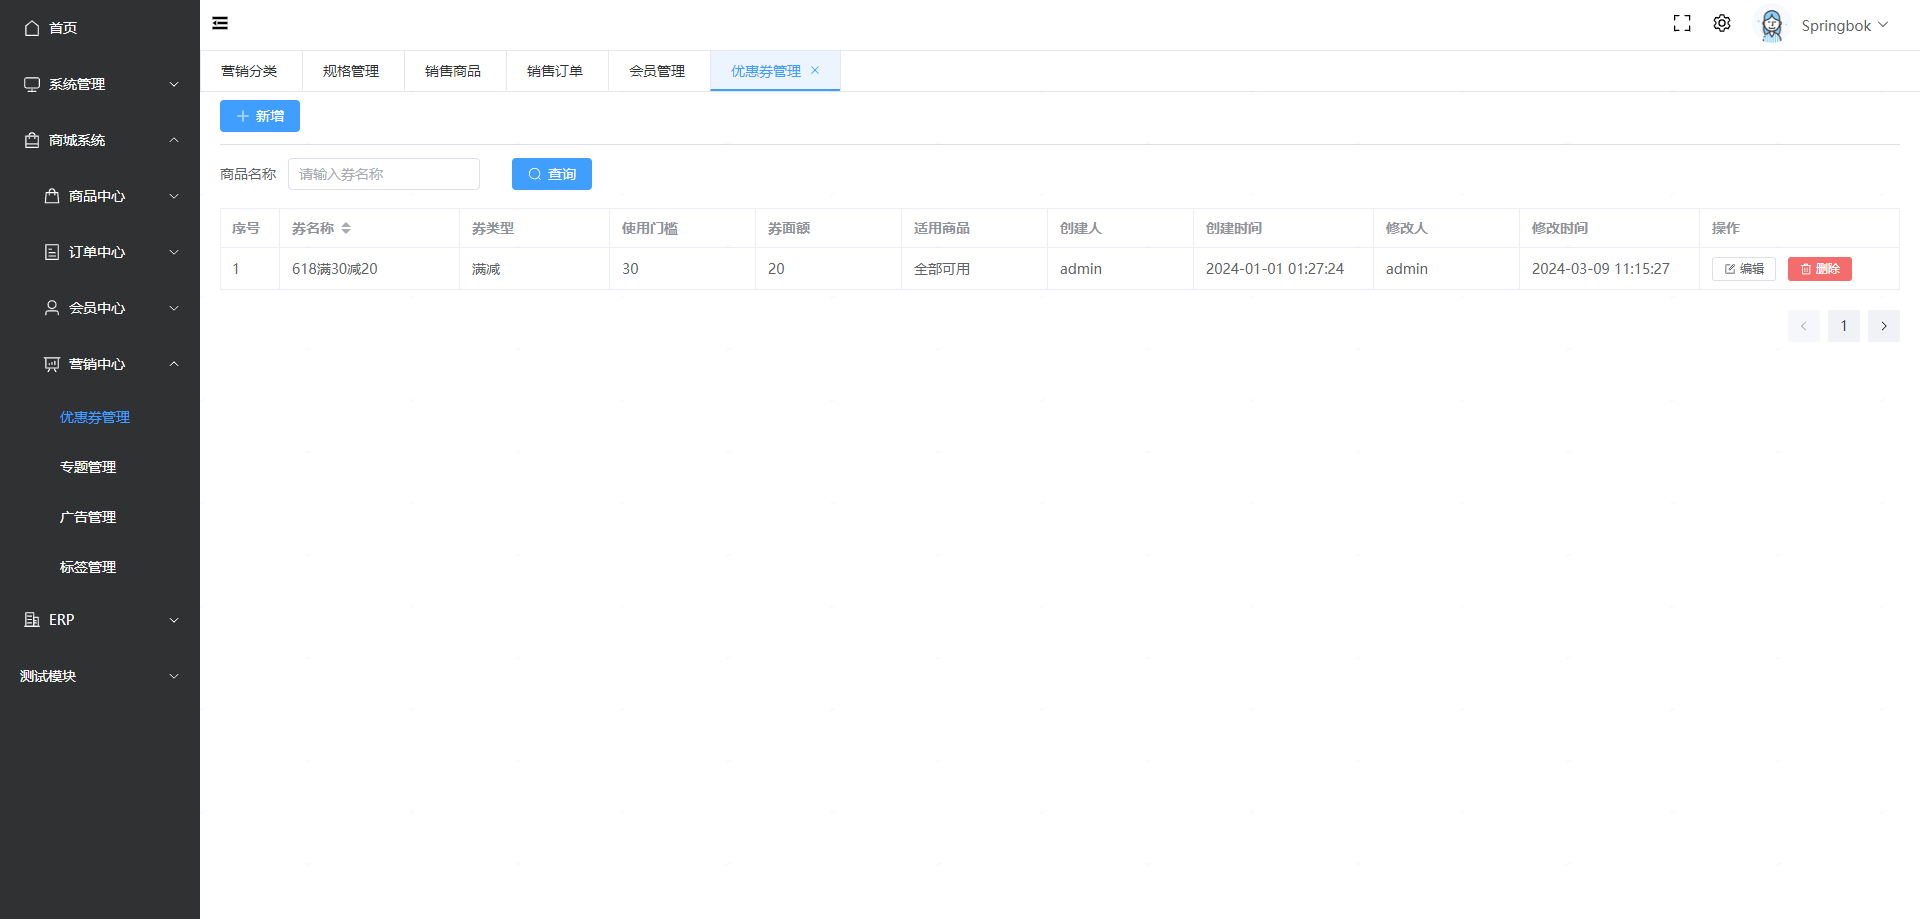 首页
系统管理
商城系统
商品中心
订单中心
会员中心
营销中心
优惠券管理
专题管理
广告管理
标签管理
ERP
测试模块
Springbok
营销分类 规格管理 销售商品 销售订单 会员管理 优惠券管理
新增
商品名称 请输入券名称 查询
序号 券名称 券类型 使用门槛 券面额 适用商品 创建人 创建时间 修改人 修改时间 操作
1 618满30减20 满减 30 20 全部可用 admin 2024-01-01 01:27:24 admin 2024-03-09 11:15:27 编辑 删除
1